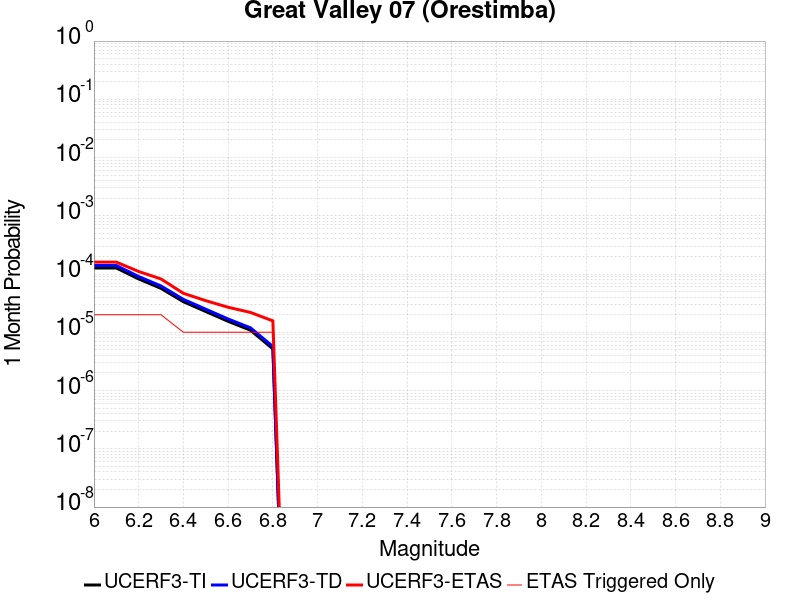 Great Valley 07 (Orestimba)
1 Month Probability
10^0
10^-1
10^-2
10^-3
10^-4
10^-5
10^-6
10^-7
10^-8
6 6.2 6.4 6.6 6.8 7 7.2 7.4 7.6 7.8 8 8.2 8.4 8.6 8.8 9
Magnitude
UCERF3-TI UCERF3-TD UCERF3-ETAS ETAS Triggered Only